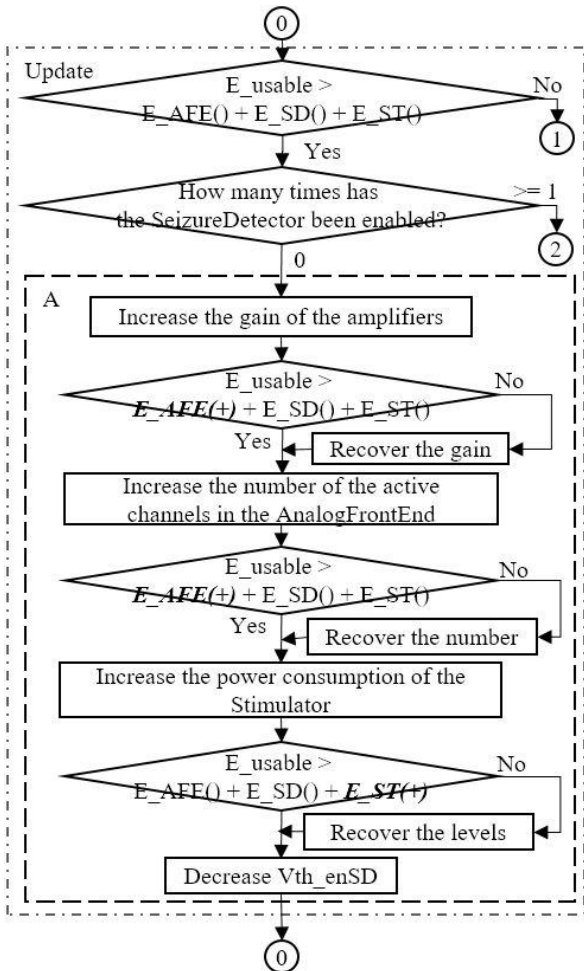 0
Update
E_usable >
E_AFE() + E_SD() + E_ST()
No
1
Yes
How many times has
the SeizureDetector been enabled?
>= 1
2
0
A
Increase the gain of the amplifiers
E_usable >
E_AFE(+) + E_SD() + E_ST()
No
Yes
Recover the gain
Increase the number of the active
channels in the AnalogFrontEnd
E_usable >
E_AFE(+) + E_SD() + E_ST()
No
Yes
Recover the number
Increase the power consumption of the
Stimulator
E_usable >
E_AFE() + E_SD() + E_ST(+)
No
Recover the levels
Decrease Vth_enSD
0